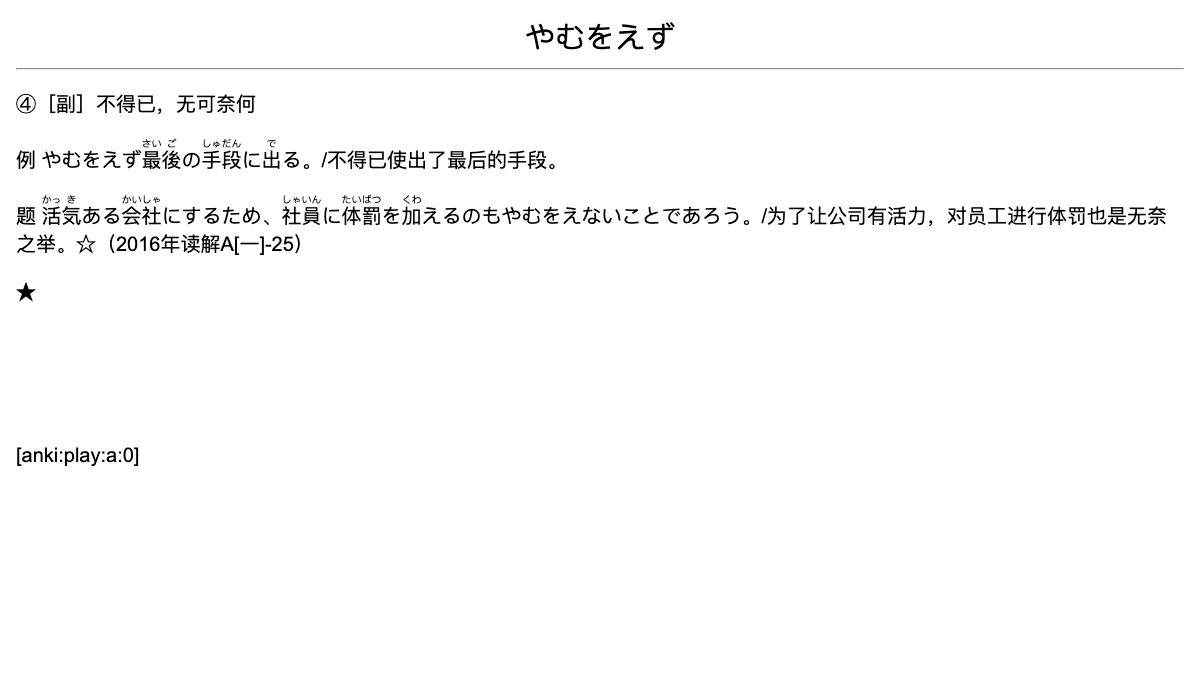 やむをえず
④［副］不得已，无可奈何
例 やむをえず最後の手段に出る。/不得已使出了最后的手段。
さい ご しゅだん で
题 活気ある会社にするため、社員に体罰を加えるのもやむをえないことであろう。/为了让公司有活力，对员工进行体罚也是无奈
かっ き かいしゃ しゃいん たいばつ くわ
之举。☆（2016年读解A[一]-25）
★
[anki:play:a:0]